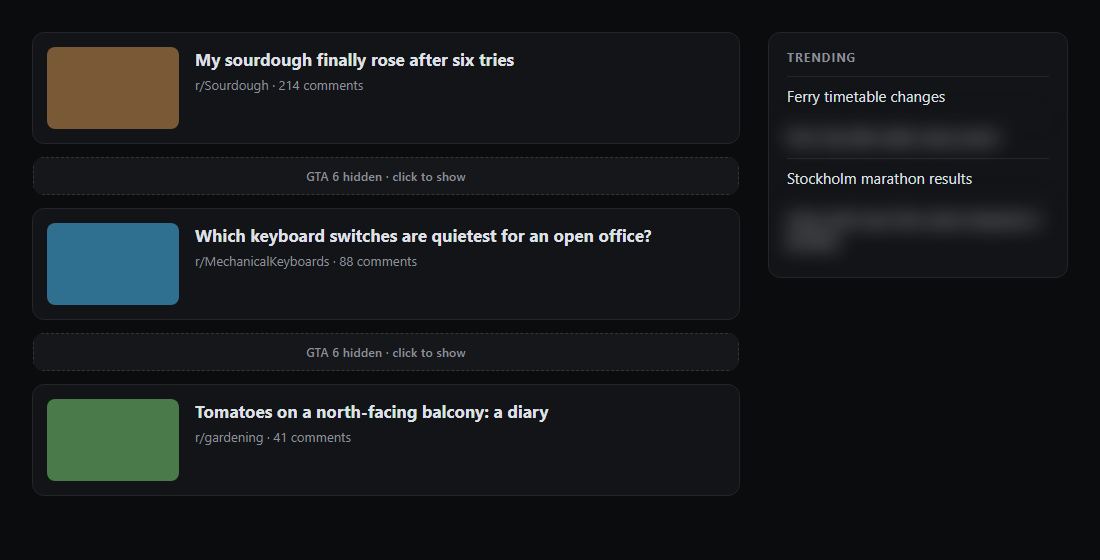 My sourdough finally rose after six tries
r/Sourdough · 214 comments
GTA 6 hidden · click to show
Which keyboard switches are quietest for an open office?
r/MechanicalKeyboards · 88 comments
GTA 6 hidden · click to show
Tomatoes on a north-facing balcony: a diary
r/gardening · 41 comments
TRENDING
Ferry timetable changes
Stockholm marathon results